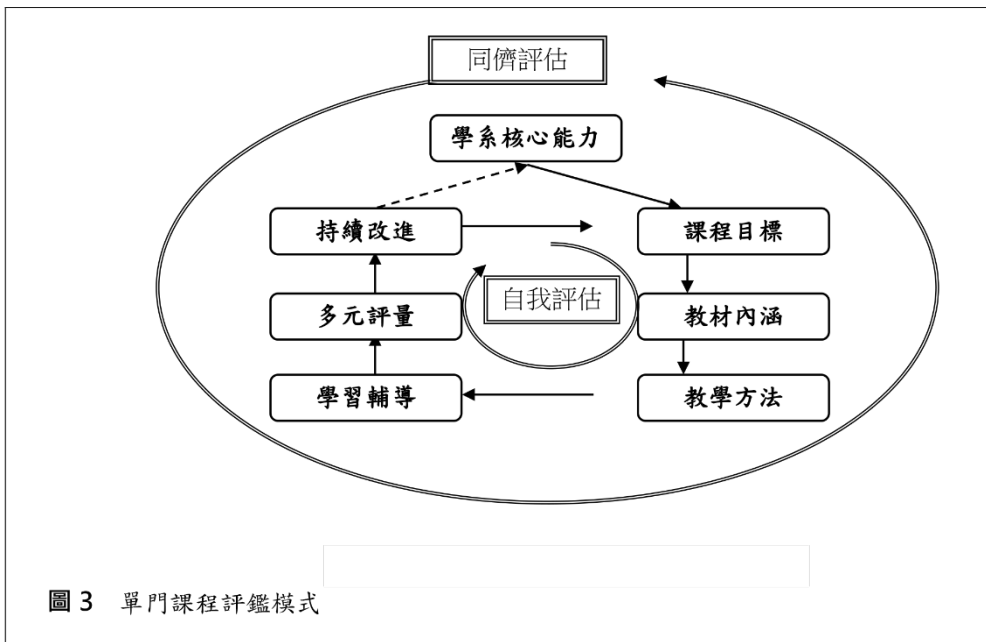 同儕評估
學系核心能力
持續改進
課程目標
自我評估
多元評量
教材內涵
學習輔導
教學方法
圖 3 單門課程評鑑模式